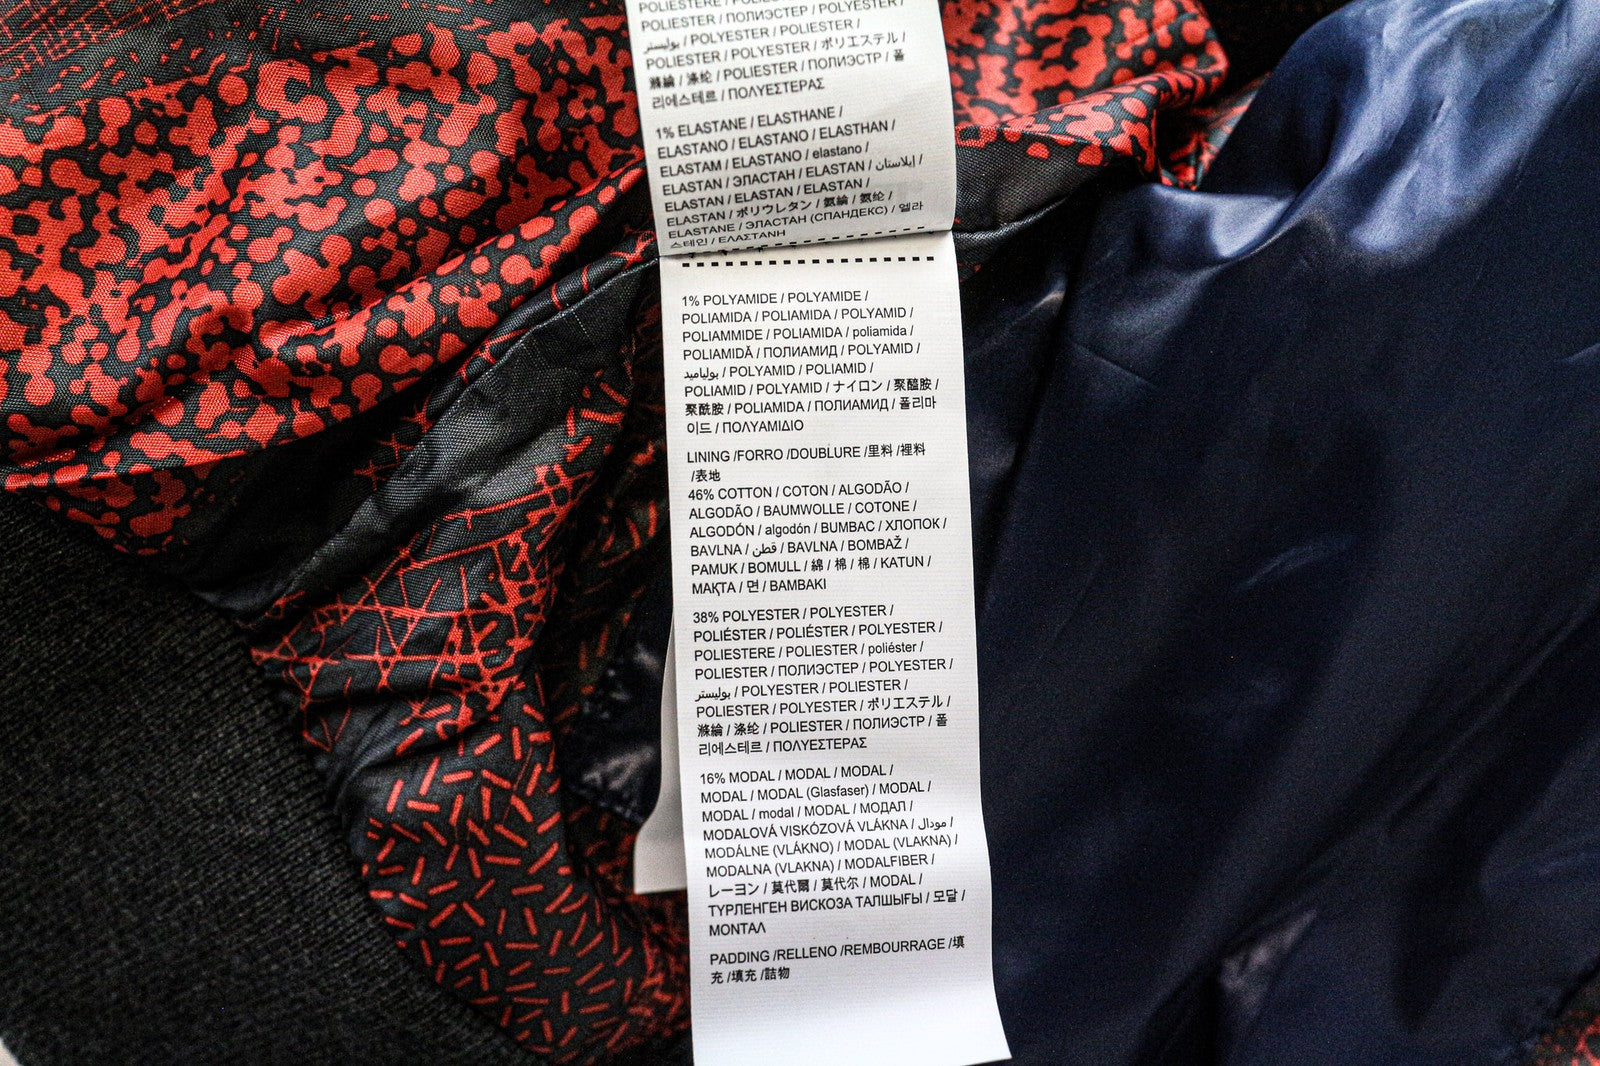 POLIESTERE / POLIESTER
POLIESTER / ПОЛИЭСТЕР / POLYESTER /
بوليستر / POLYESTER / POLIESTER /
POLIESTER / POLYESTER / ポリエステル /
滌綸 / 涤纶 / POLIESTER / ПОЛИЭСТР / 폴
리에스테르 / ΠΟΛΥΕΣΤΕΡΑΣ
1% ELASTANE / ELASTHANE /
ELASTANO / ELASTANO / ELASTHAN /
ELASTAM / ELASTANO / elastano /
ELASTAN / ЭЛАСТАН / ELASTAN / إيلاستان /
ELASTAN / ELASTAN / ELASTAN /
ELASTAN / ポリウレタン / 氨綸 / 氨纶 /
ELASTANE / ЭЛАСТАН (СПАНДЕКС) / 엘라
스테인 / ΕΛΑΣΤΑΝΗ
1% POLYAMIDE / POLYAMIDE /
POLIAMIDA / POLIAMIDA / POLYAMID /
POLIAMMIDE / POLIAMIDA / poliamida /
POLIAMIDĂ / ПОЛИАМИД / POLYAMID /
بولياميد / POLYAMID / POLIAMID /
POLIAMID / POLYAMID / ナイロン / 聚醯胺 /
聚酰胺 / POLIAMIDA / ПОЛИАМИД / 폴리마
이드 / ΠΟΛΥΑΜΙΔΙΟ
LINING /FORRO /DOUBLURE /里料 /裡料
/表地
46% COTTON / COTON / ALGODÃO /
ALGODÃO / BAUMWOLLE / COTONE /
ALGODÓN / algodón / BUMBAC / ХЛОПОК /
BAVLNA / قطن / BAVLNA / BOMBAŽ /
PAMUK / BOMULL / 綿 / 棉 / 棉 / KATUN /
МАҚТА / 면 / ΒΑΜΒΑΚΙ
38% POLYESTER / POLYESTER /
POLIÉSTER / POLIÉSTER / POLYESTER /
POLIESTERE / POLIESTER / poliéster /
POLIESTER / ПОЛИЭСТЕР / POLYESTER /
بوليستر / POLYESTER / POLIESTER /
POLIESTER / POLYESTER / ポリエステル /
滌綸 / 涤纶 / POLIESTER / ПОЛИЭСТР / 폴
리에스테르 / ΠΟΛΥΕΣΤΕΡΑΣ
16% MODAL / MODAL / MODAL /
MODAL / MODAL (Glasfaser) / MODAL /
MODAL / modal / MODAL / МОДАЛ /
MODALOVÁ VISKÓZOVÁ VLÁKNA / مودال /
MODÁLNE (VLÁKNO) / MODAL (VLAKNA) /
MODALNA (VLAKNA) / MODALFIBER /
レーヨン / 莫代爾 / 莫代尔 / MODAL /
ТҮРЛЕНГЕН ВИСКОЗА ТАЛШЫҒЫ / 모달 /
ΜΟΝΤΑΛ
PADDING /RELLENO /REMBOURRAGE /填
充 /填充 /詰物